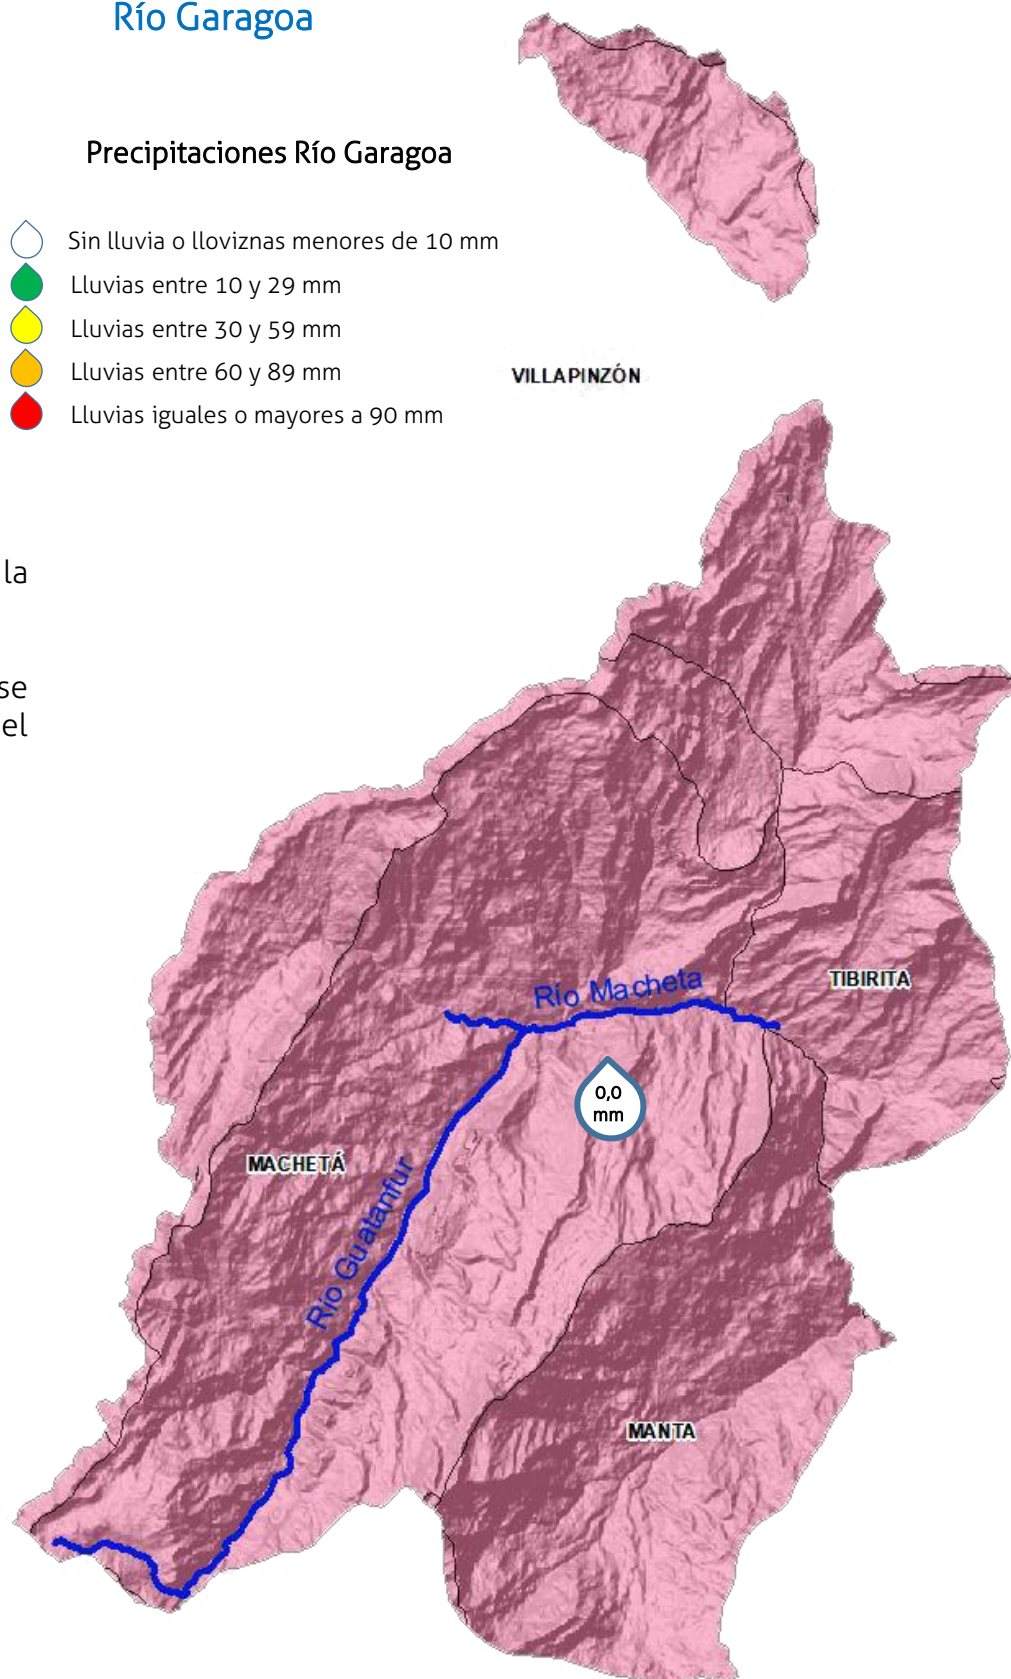 Río Garagoa
Precipitaciones Río Garagoa
Sin lluvia o lloviznas menores de 10 mm
Lluvias entre 10 y 29 mm
Lluvias entre 30 y 59 mm
Lluvias entre 60 y 89 mm
Lluvias iguales o mayores a 90 mm
VILLAPINZÓN
la
se
el
Río Macheta
TIBIRITA
0,0
mm
MACHETÁ
Río Guatanfur
MANTA